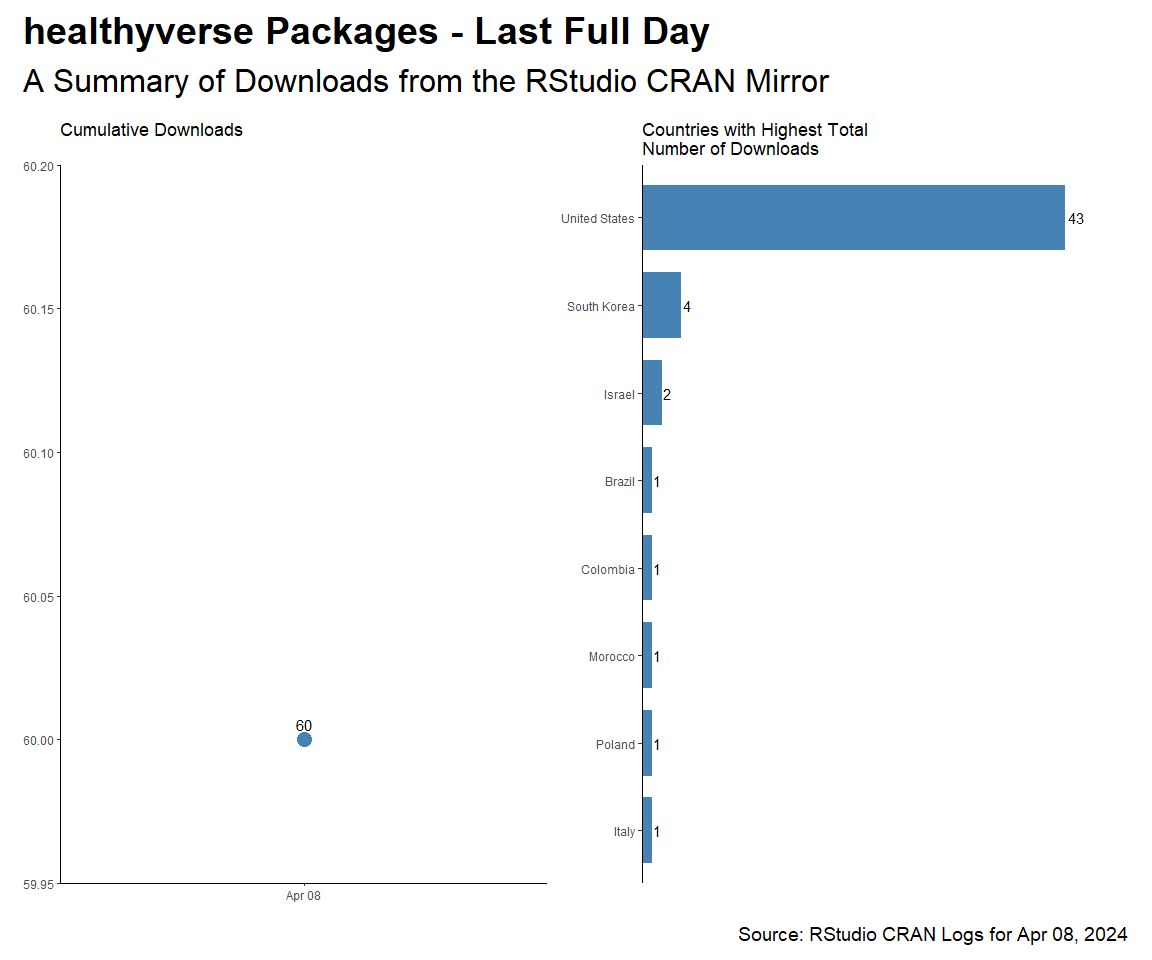 healthyverse Packages - Last Full Day
A Summary of Downloads from the RStudio CRAN Mirror
Cumulative Downloads
60.20
60.15
60.10
60.05
60.00
59.95
60
Apr 08
Countries with Highest Total
Number of Downloads
United States 43
South Korea 4
Israel 2
Brazil 1
Colombia 1
Morocco 1
Poland 1
Italy 1
Source: RStudio CRAN Logs for Apr 08, 2024